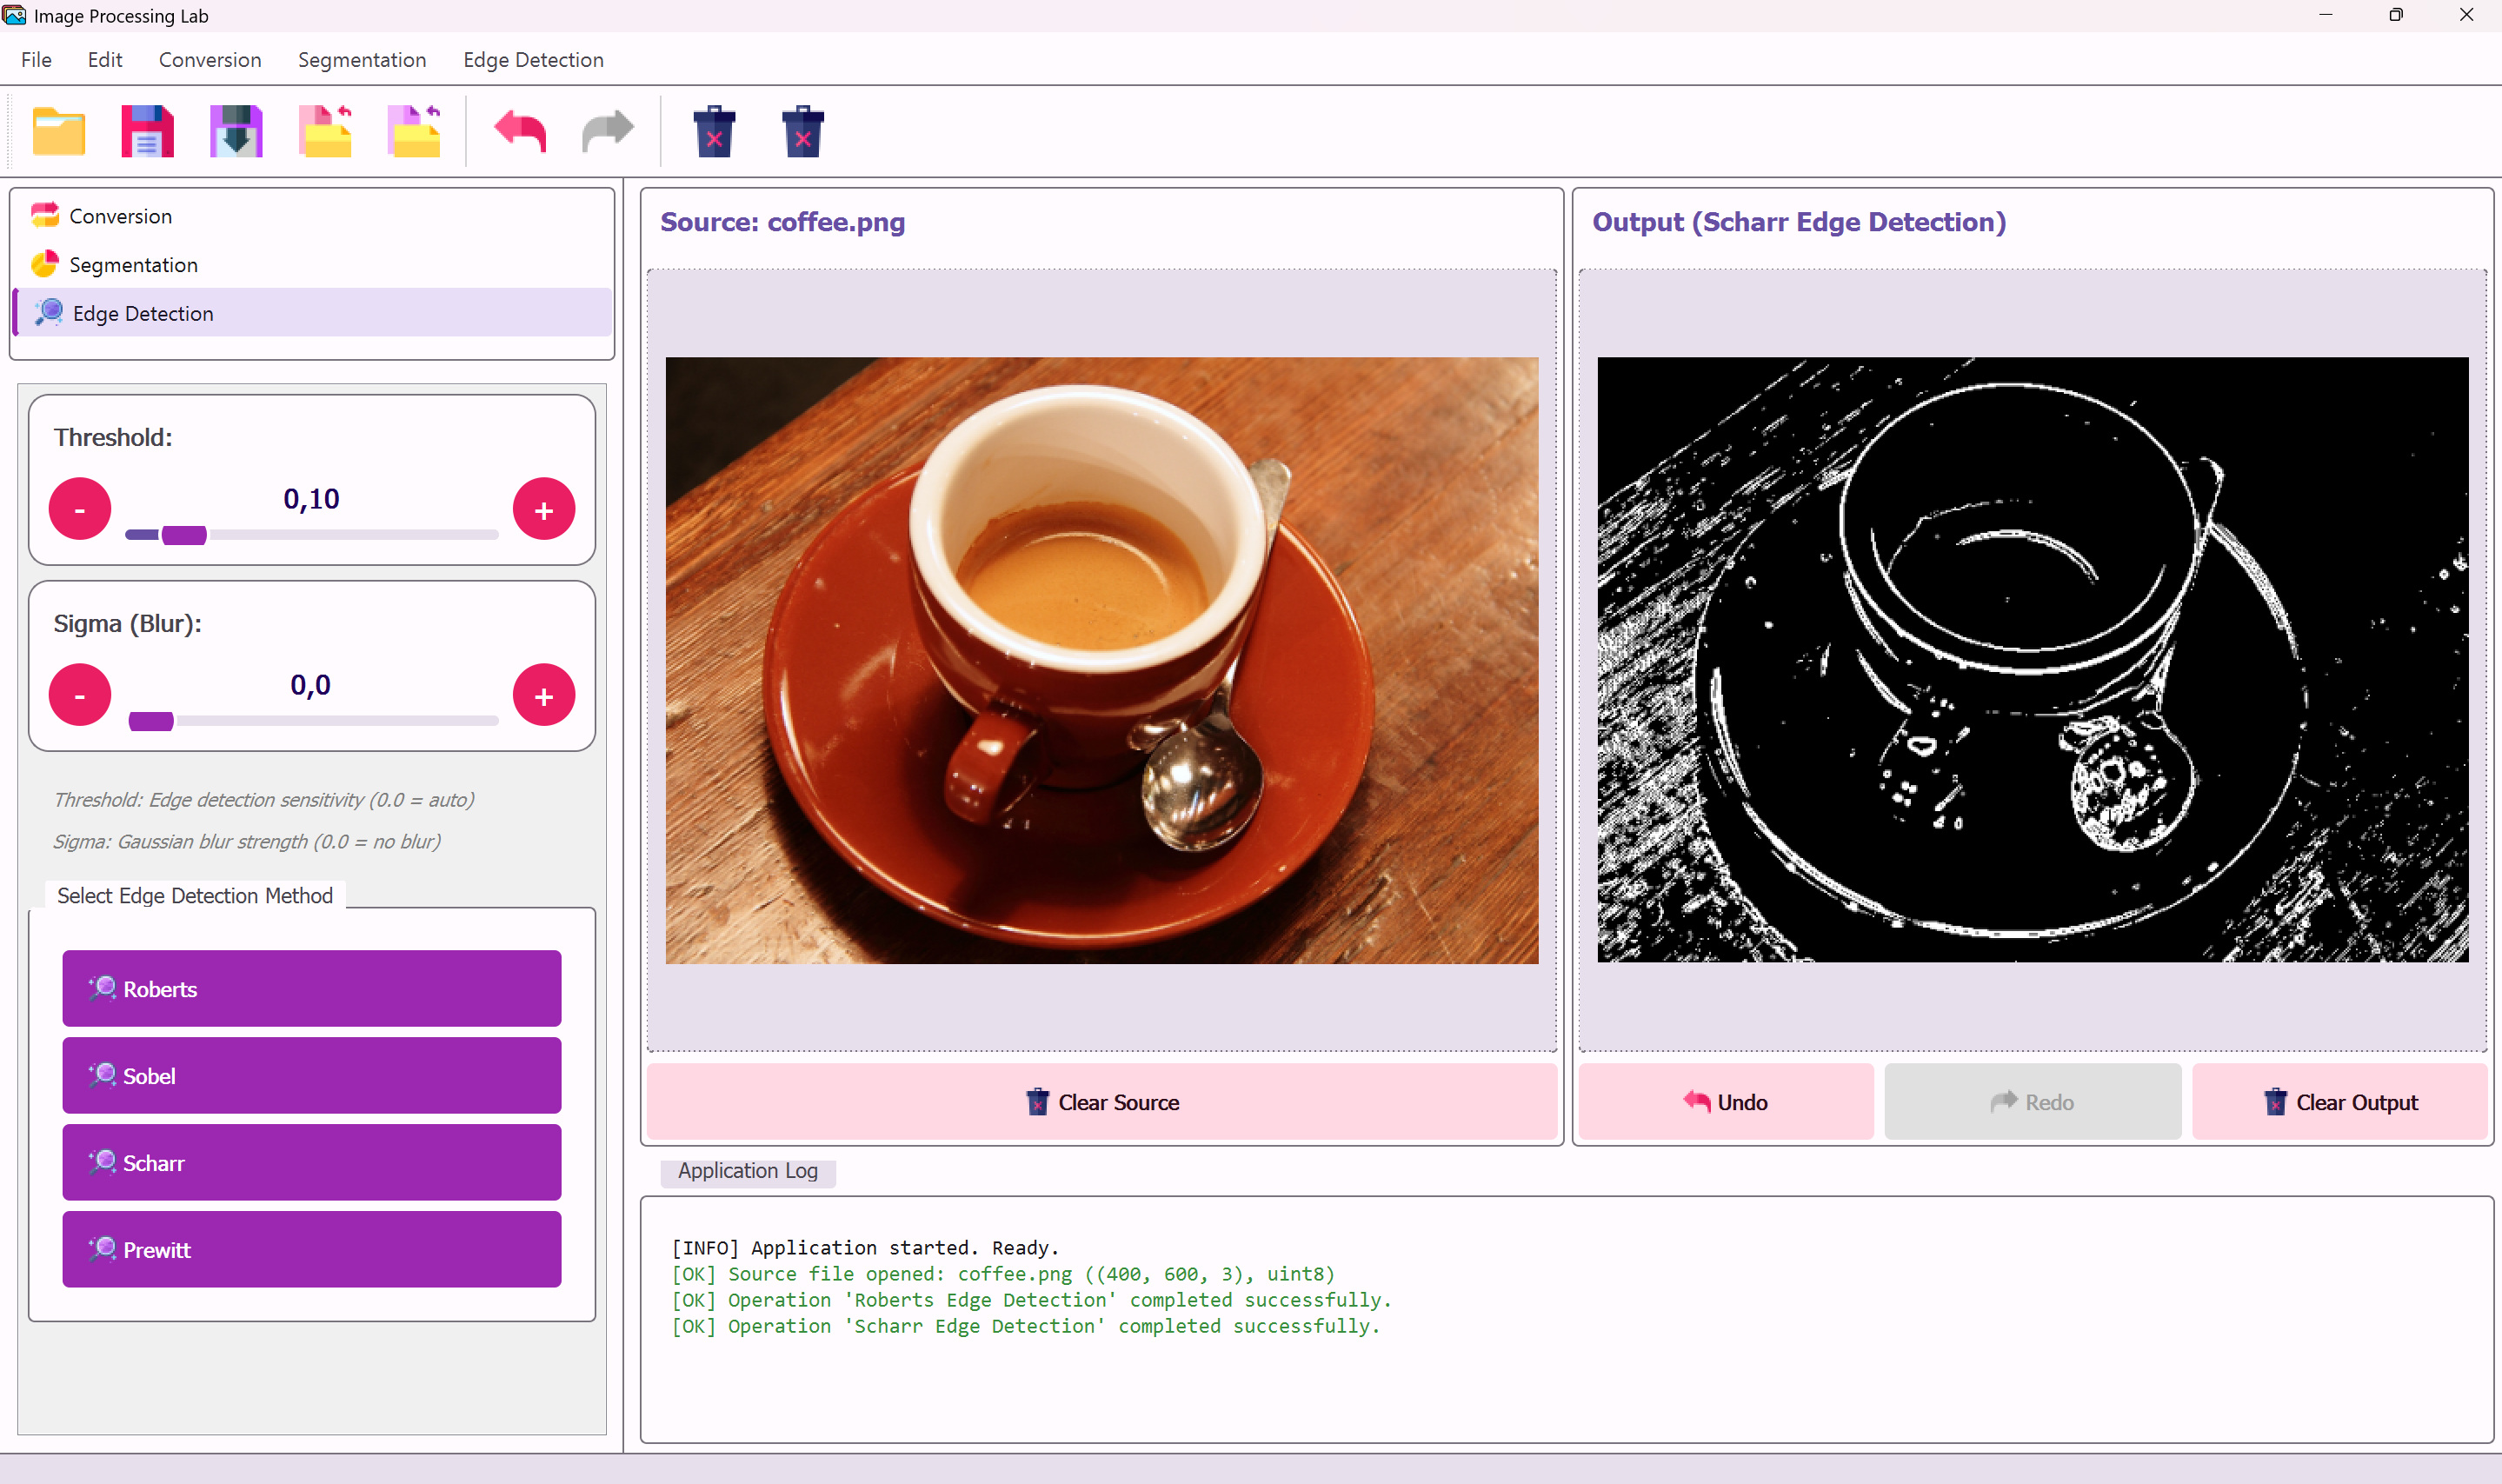 Image Processing Lab
File Edit Conversion Segmentation Edge Detection
Conversion
Segmentation
Edge Detection
Threshold:
- 0,10 +
Sigma (Blur):
- 0,0 +
Threshold: Edge detection sensitivity (0.0 = auto)
Sigma: Gaussian blur strength (0.0 = no blur)
Select Edge Detection Method
Roberts
Sobel
Scharr
Prewitt
Source: coffee.png
Clear Source
Output (Scharr Edge Detection)
Undo Redo Clear Output
Application Log
[INFO] Application started. Ready.
[OK] Source file opened: coffee.png ((400, 600, 3), uint8)
[OK] Operation 'Roberts Edge Detection' completed successfully.
[OK] Operation 'Scharr Edge Detection' completed successfully.